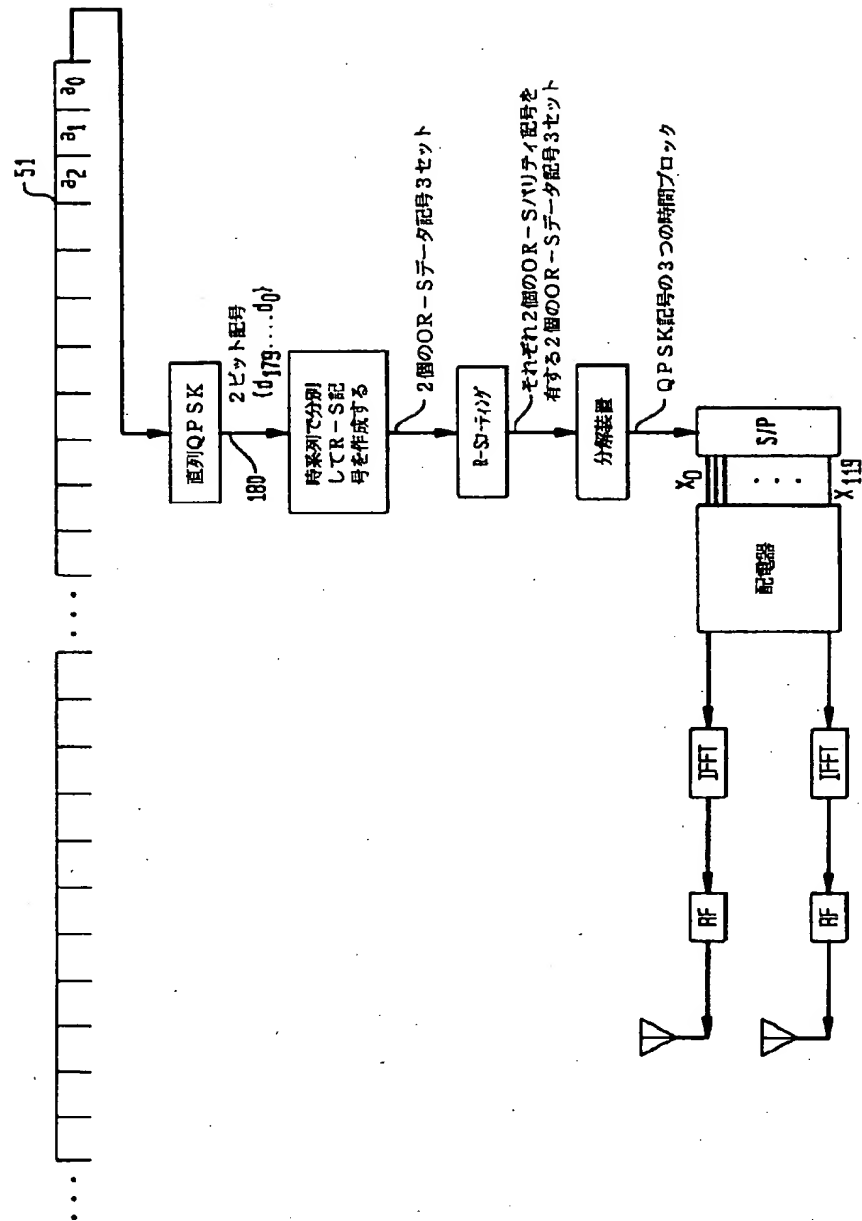 51
a2 a1 a0
直列QPSK
2ビット記号
{d179....d0}
180
時系列で分別
してR-S記
号を作成する
2個のOR-Sデータ記号3セット
R-Sコーティング
それぞれ2個のOR-Sパリティ記号を
有する2個のOR-Sデータ記号3セット
分解装置
QPSK記号の3つの時間ブロック
S/P
X0
X119
配電器
IFFT
IFFT
RF
RF